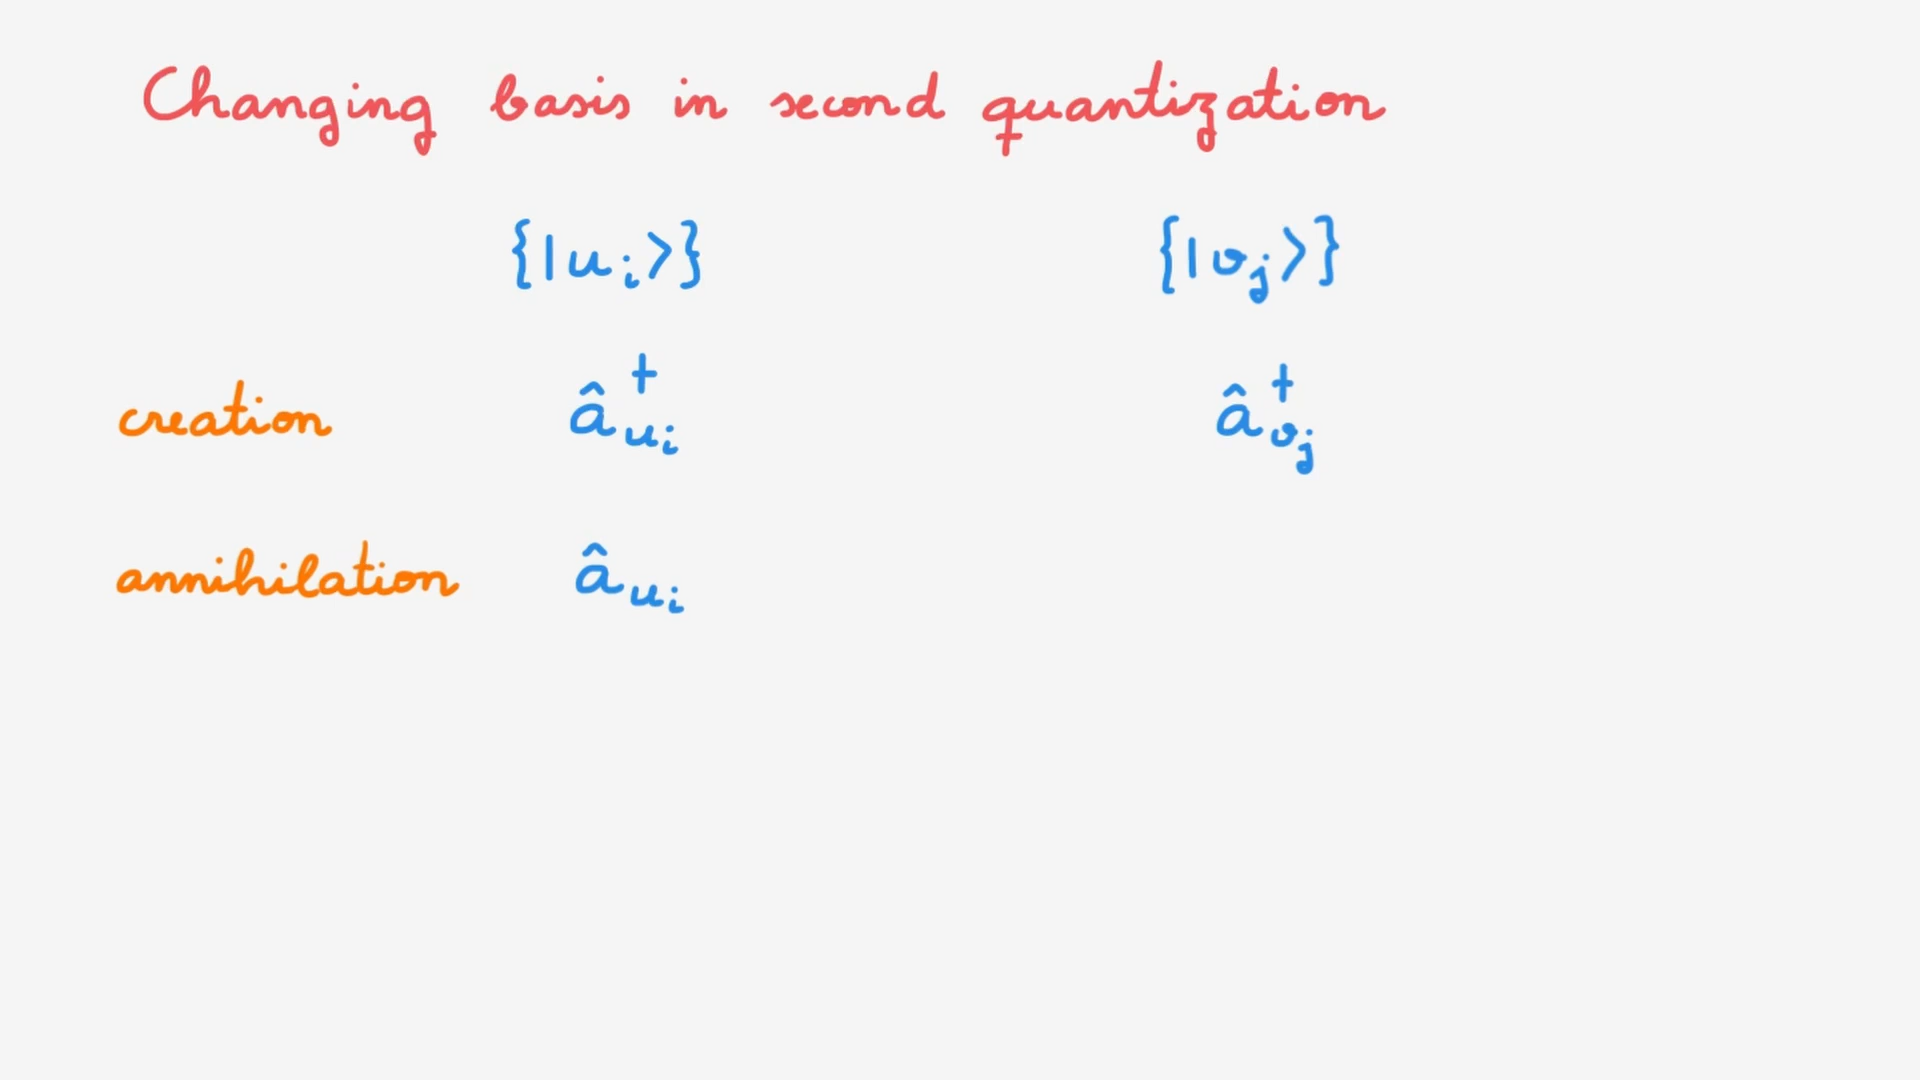 Changing basis in second quantization
{|u_i⟩} {|v_j⟩}
creation â†_{u_i} â†_{v_j}
annihilation â_{u_i}